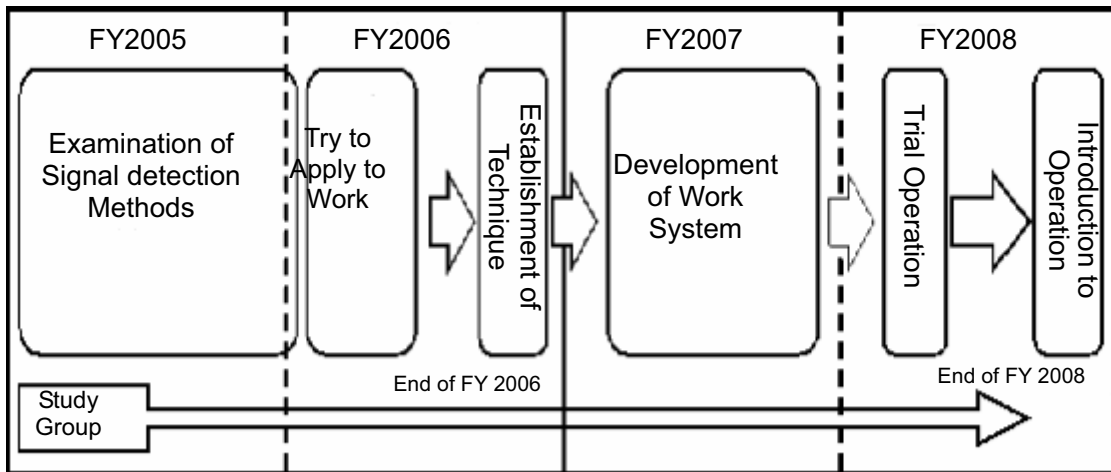 FY2005
FY2006
FY2007
FY2008
Examination of
Signal detection
Methods
Try to
Apply to
Work
Establishment of
Technique
Development
of Work
System
Trial Operation
Introduction to
Operation
End of FY 2006
End of FY 2008
Study
Group